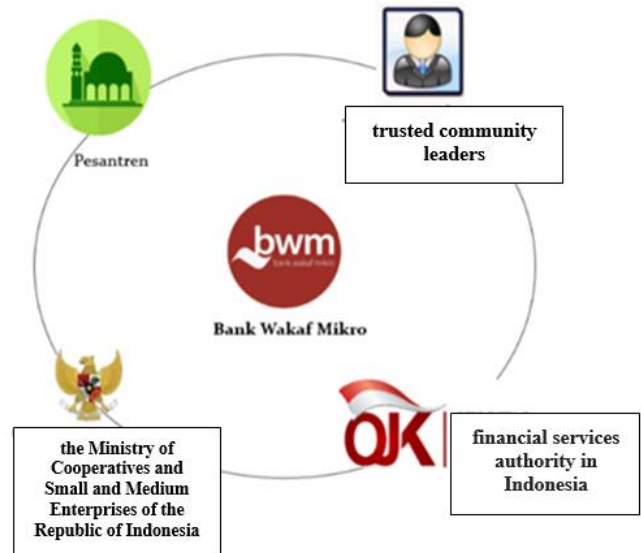 trusted community
leaders
Pesantren
bwm
bank wakaf mikro
Bank Wakaf Mikro
OJK
the Ministry of
Cooperatives and
Small and Medium
Enterprises of the
Republic of Indonesia
financial services
authority in
Indonesia